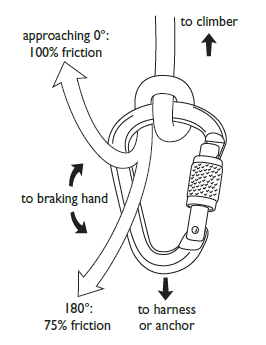 to climber
approaching 0°:
100% friction
to braking hand
180°:
75% friction
to harness
or anchor